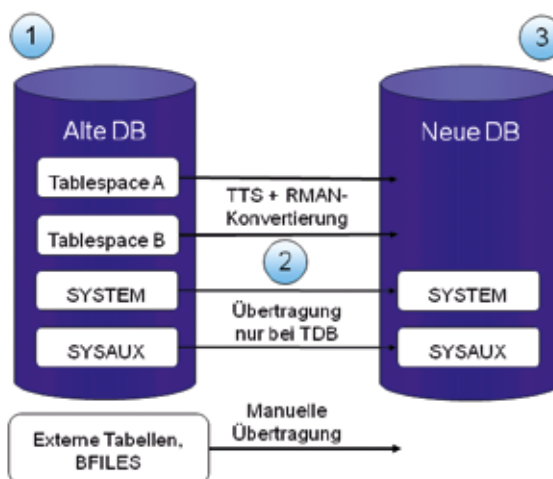 1
3
Alte DB
Neue DB
Tablespace A
TTS + RMAN-
Konvertierung
Tablespace B
2
SYSTEM
SYSTEM
Übertragung
nur bei TDB
SYSAUX
SYSAUX
Manuelle
Übertragung
Externe Tabellen,
BFILES